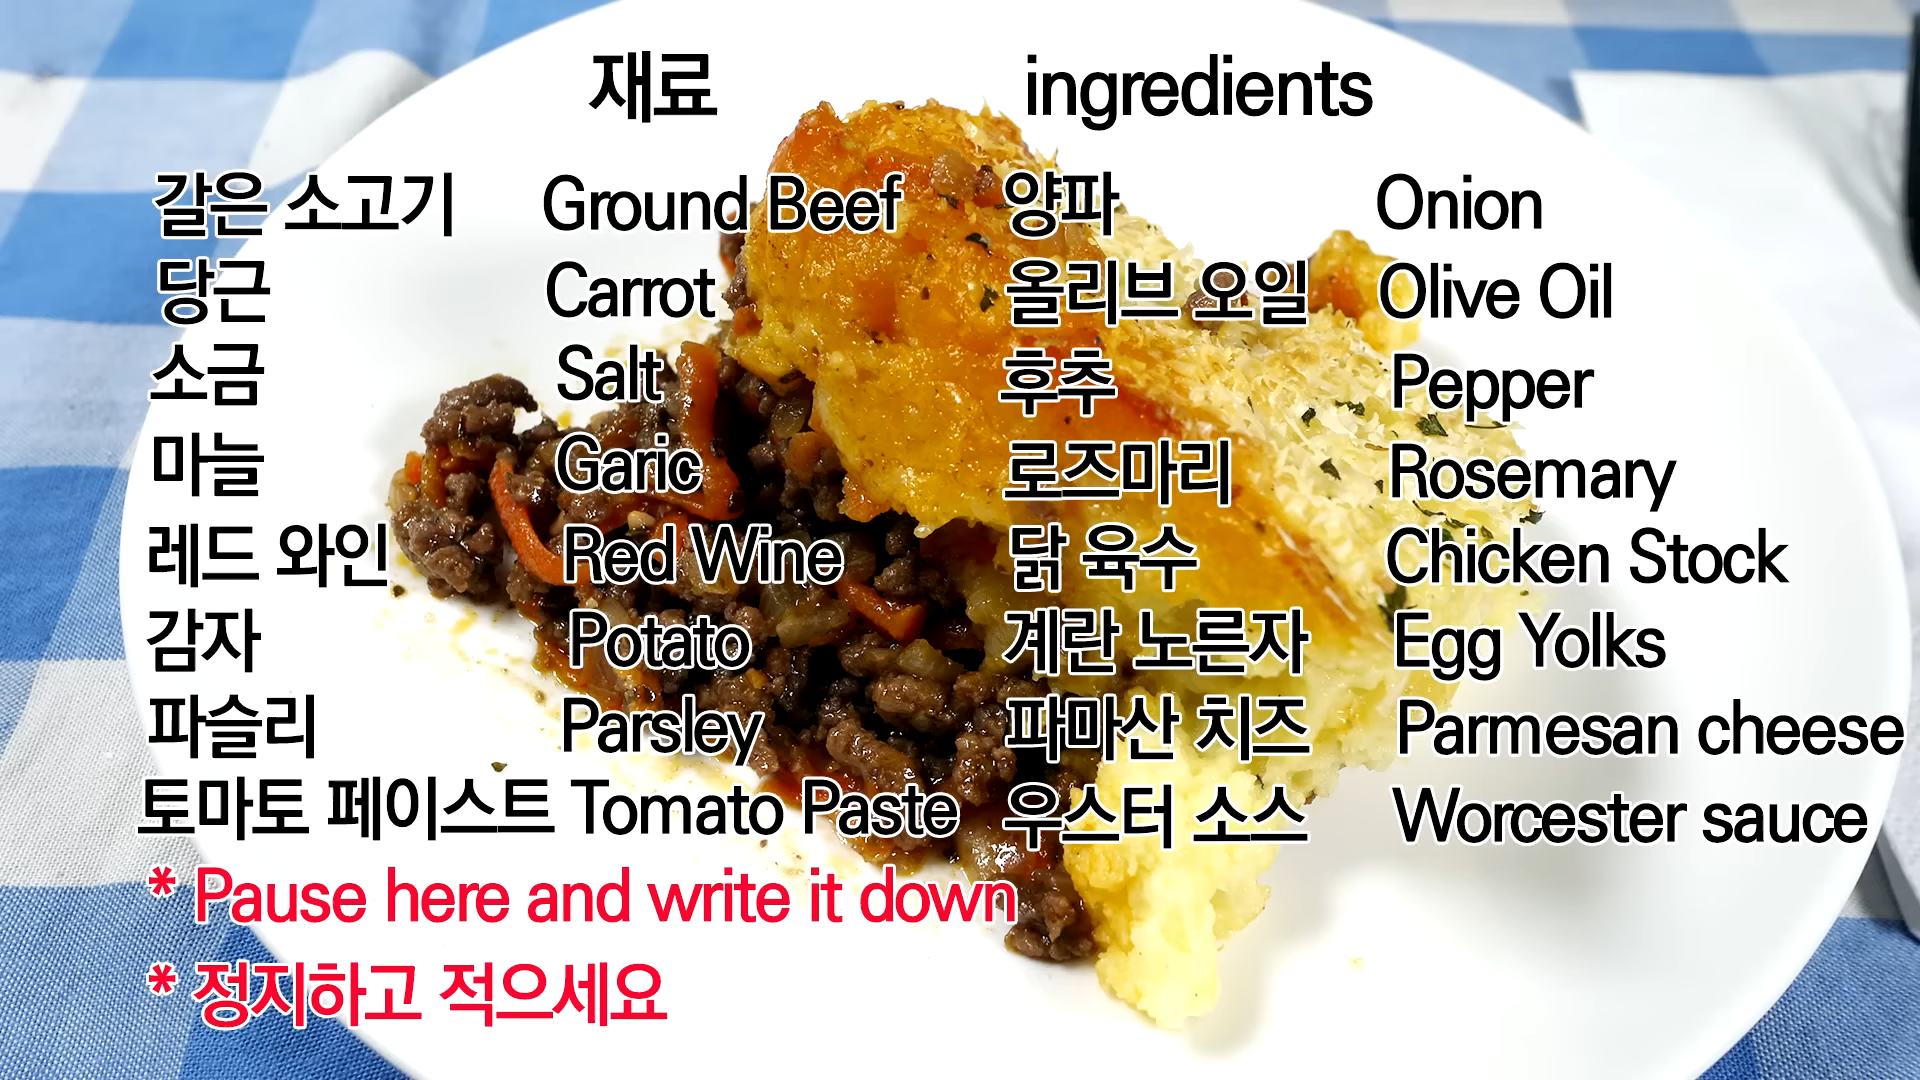 재료 ingredients
갈은 소고기 Ground Beef 양파 Onion
당근 Carrot 올리브 오일 Olive Oil
소금 Salt 후추 Pepper
마늘 Garic 로즈마리 Rosemary
레드 와인 Red Wine 닭 육수 Chicken Stock
감자 Potato 계란 노른자 Egg Yolks
파슬리 Parsley 파마산 치즈 Parmesan cheese
토마토 페이스트 Tomato Paste 우스터 소스 Worcester sauce
* Pause here and write it down
* 정지하고 적으세요